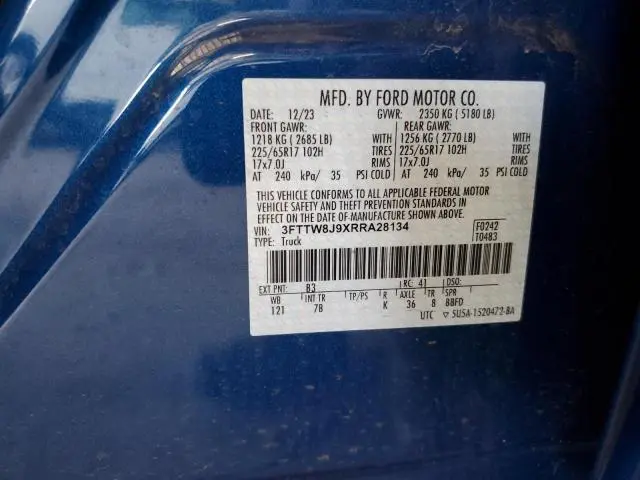 MFD. BY FORD MOTOR CO.
DATE: 12/23 GVWR: 2350 KG ( 5180 LB)
FRONT GAWR: REAR GAWR:
1218 KG ( 2685 LB) WITH 1256 KG ( 2770 LB) WITH
225/65R17 102H TIRES 225/65R17 102H TIRES
17x7.0J RIMS 17x7.0J RIMS
AT 240 kPa/ 35 PSI COLD AT 240 kPa/ 35 PSI COLD
THIS VEHICLE CONFORMS TO ALL APPLICABLE FEDERAL MOTOR
VEHICLE SAFETY AND BUMPER STANDARDS IN
EFFECT ON THE DATE OF MANUFACTURE SHOWN ABOVE.
VIN: 3FTTW8J9XRRA28134 F0242
TYPE: Truck T0483
EXT PNT: B3 RC: 41 DSO:
WB INT TR TP/PS R AXLE TR SPR
121 78 K 36 8 BBFD
UTC ▽ 5U5A-1520472-BA